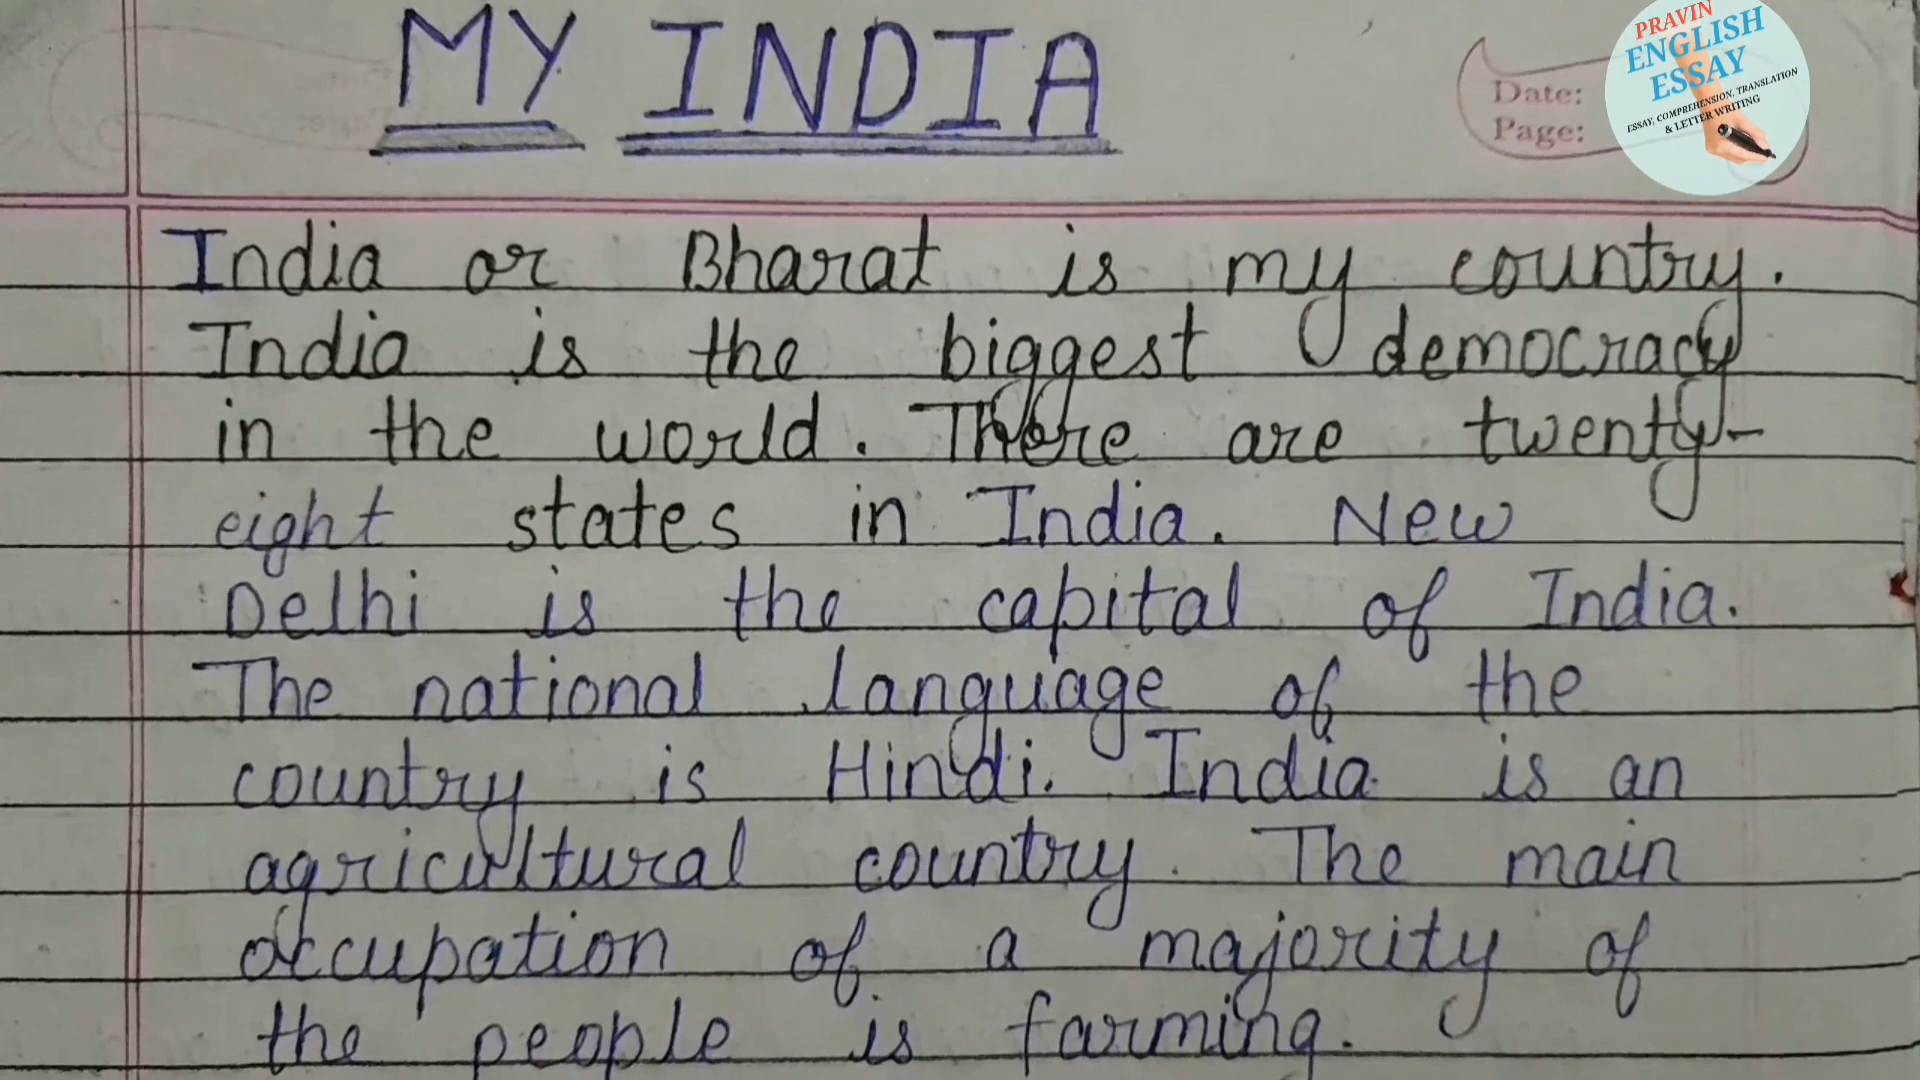 MY INDIA
Date:
Page:
PRAVIN
ENGLISH
ESSAY
ESSAY, COMPREHENSION, TRANSLATION
& LETTER WRITING
India or Bharat is my country.
India is the biggest democracy
in the world. There are twenty-
eight states in India. New
Delhi is the capital of India.
The national language of the
country is Hindi. India is an
agricultural country. The main
occupation of a majority of
the people is farming.